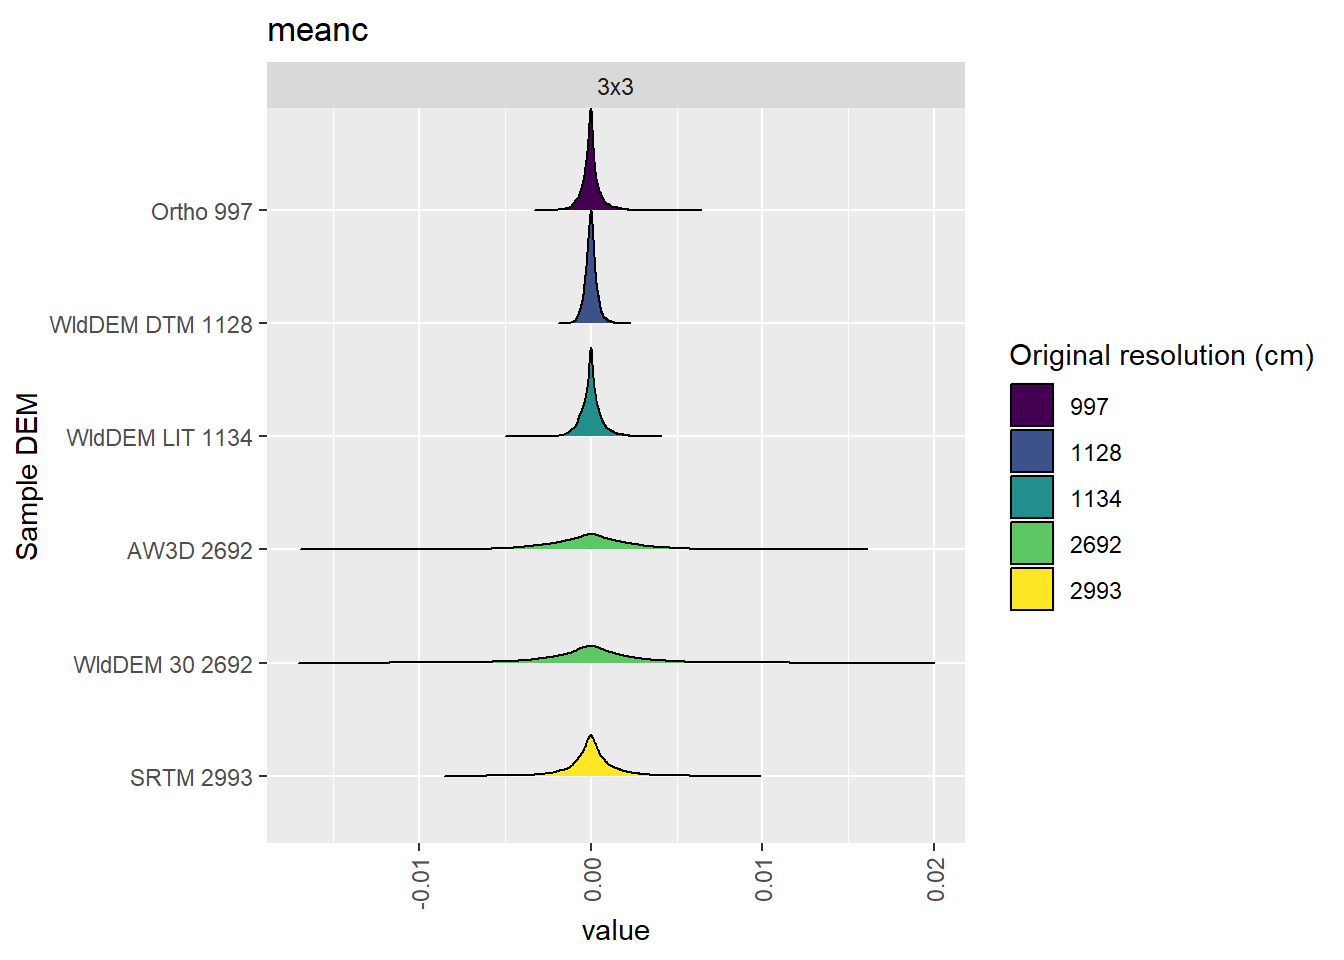 meanc
3x3
Ortho 997
WldDEM DTM 1128
WldDEM LIT 1134
AW3D 2692
WldDEM 30 2692
SRTM 2993
Sample DEM
-0.01
0.00
0.01
0.02
value
Original resolution (cm)
997
1128
1134
2692
2993